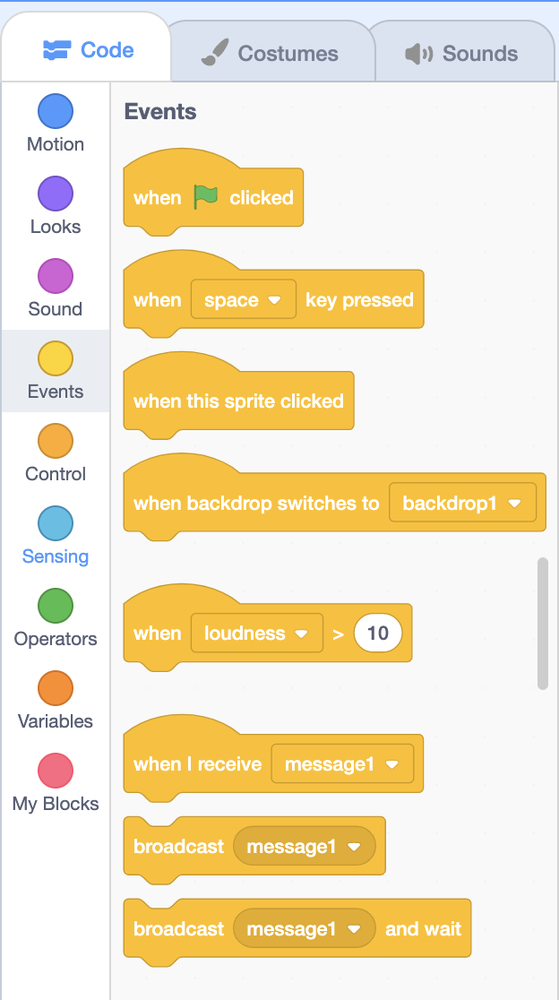 Code Costumes Sounds
Motion
Looks
Sound
Events
Control
Sensing
Operators
Variables
My Blocks
Events
when clicked
when space key pressed
when this sprite clicked
when backdrop switches to backdrop1
when loudness > 10
when I receive message1
broadcast message1
broadcast message1 and wait